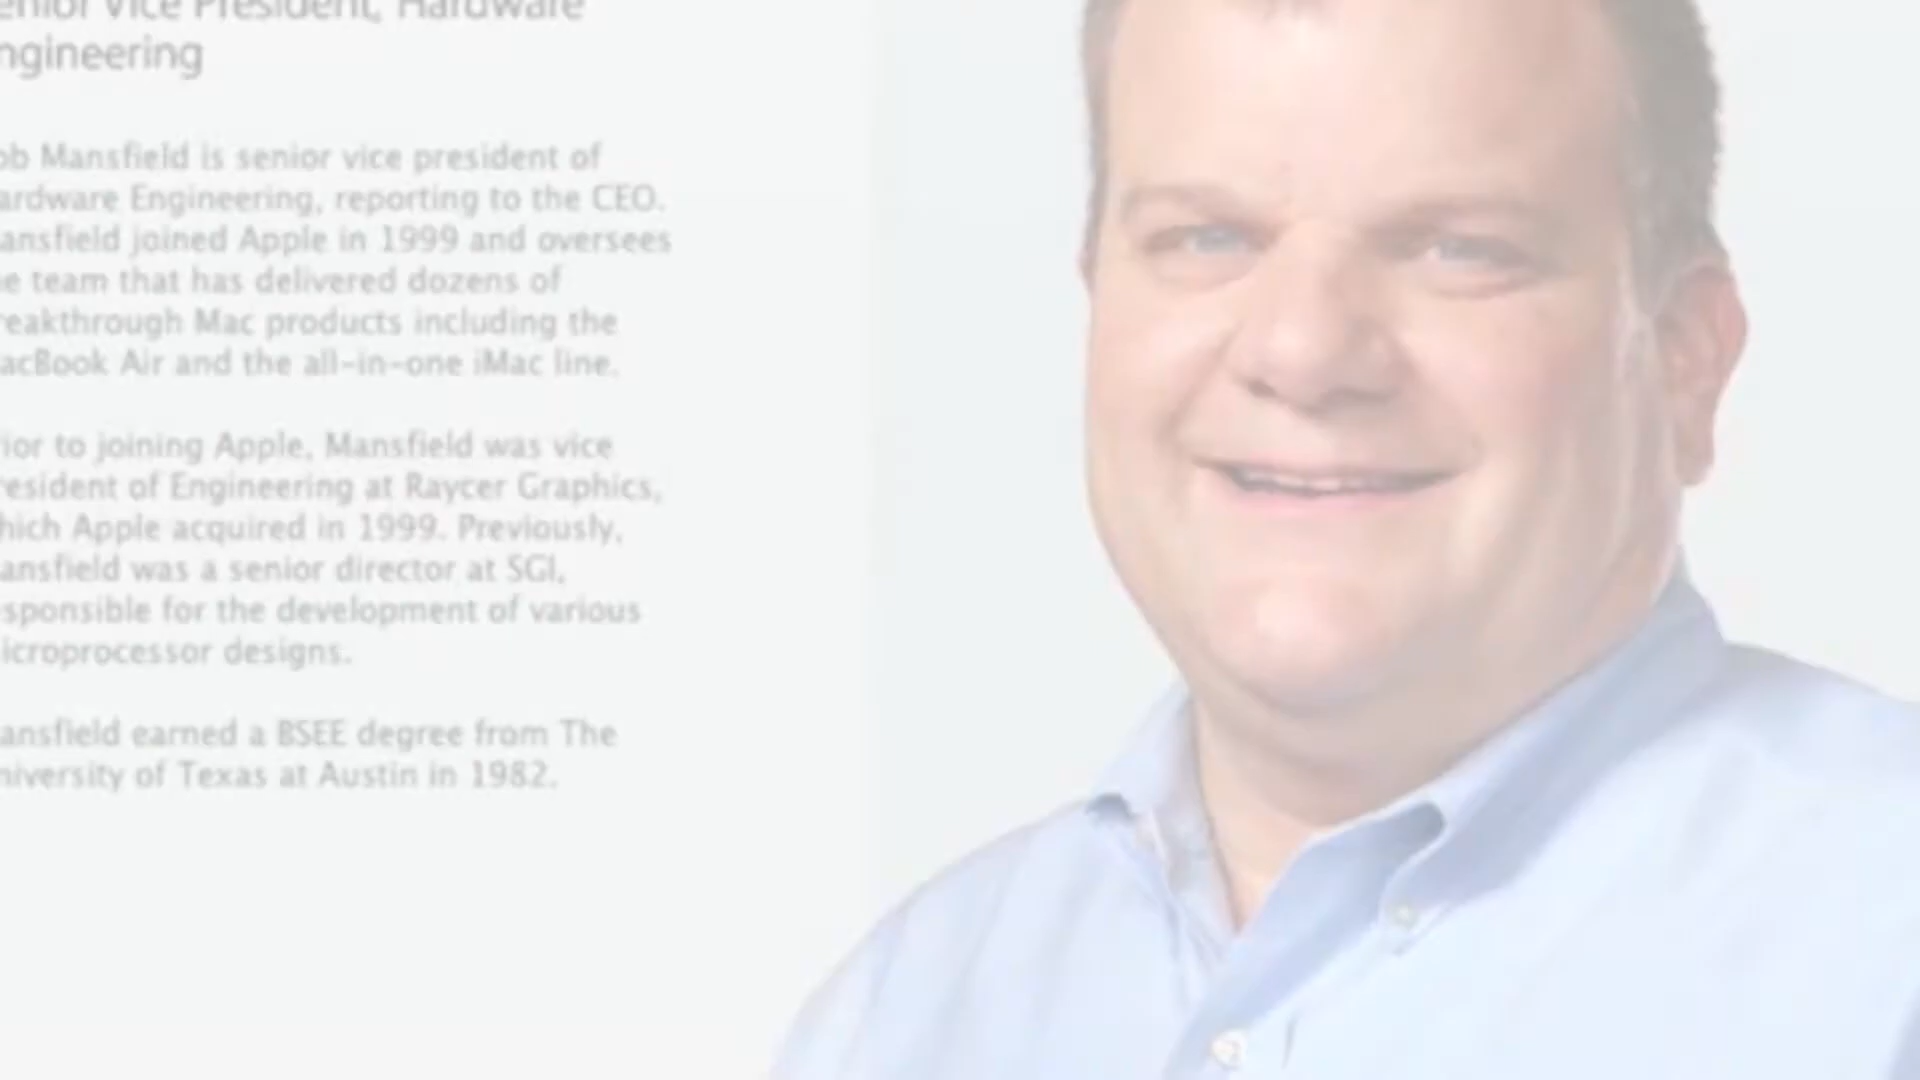 enior Vice President, Hardware
ngineering
ob Mansfield is senior vice president of
ardware Engineering, reporting to the CEO.
ansfield joined Apple in 1999 and oversees
e team that has delivered dozens of
reakthrough Mac products including the
acBook Air and the all-in-one iMac line.
ior to joining Apple, Mansfield was vice
resident of Engineering at Raycer Graphics,
hich Apple acquired in 1999. Previously,
ansfield was a senior director at SGI,
sponsible for the development of various
icroprocessor designs.
ansfield earned a BSEE degree from The
niversity of Texas at Austin in 1982.